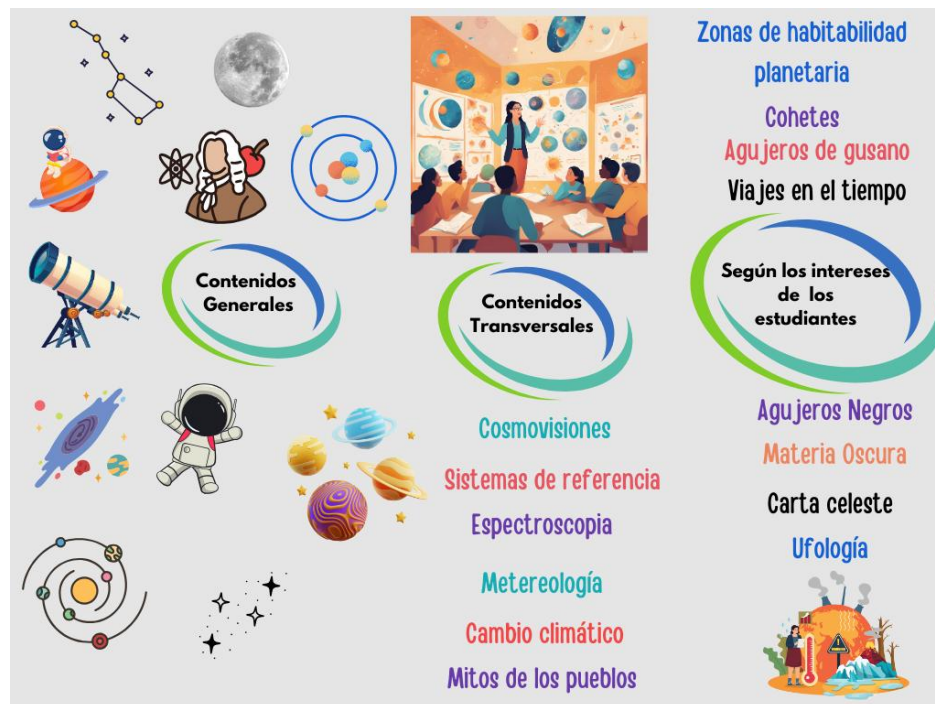 Contenidos
Generales
Contenidos
Transversales
Cosmovisiones
Sistemas de referencia
Espectroscopia
Metereología
Cambio climático
Mitos de los pueblos
Zonas de habitabilidad
planetaria
Cohetes
Agujeros de gusano
Viajes en el tiempo
Según los intereses
de los
estudiantes
Agujeros Negros
Materia Oscura
Carta celeste
Ufología